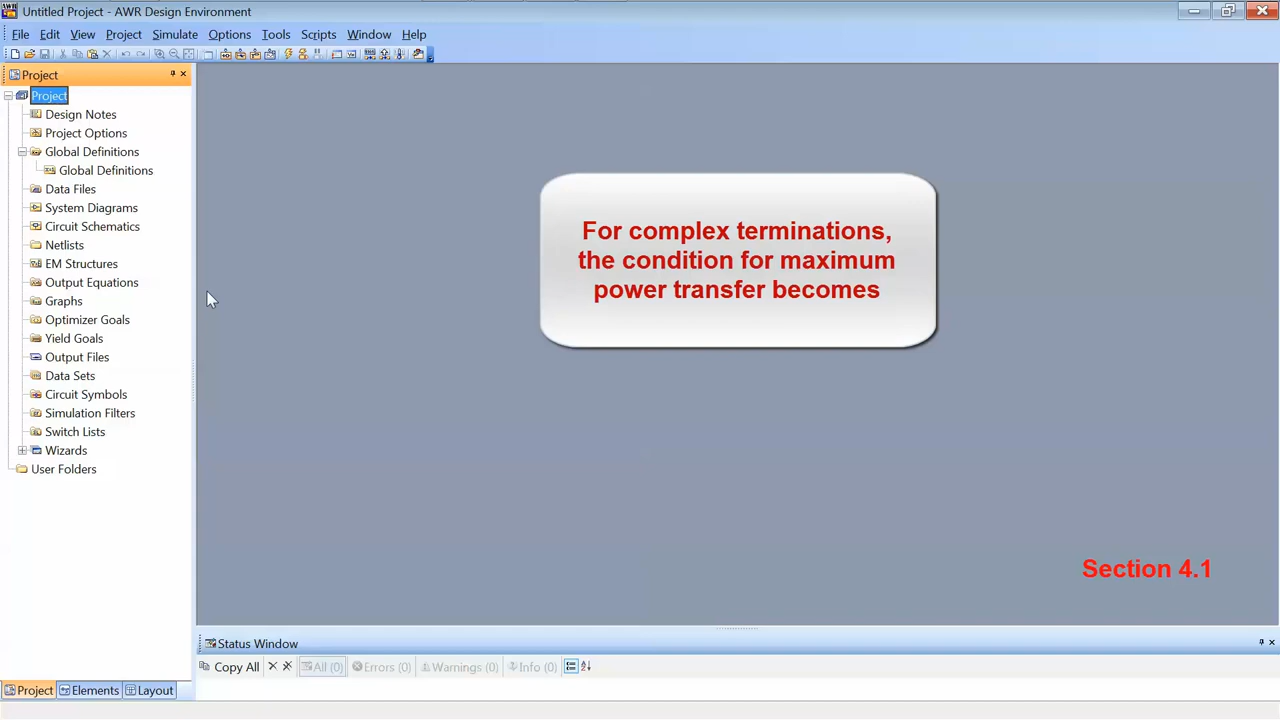 Untitled Project - AWR Design Environment
File Edit View Project Simulate Options Tools Scripts Window Help
Project
Project
Design Notes
Project Options
Global Definitions
Global Definitions
Data Files
System Diagrams
Circuit Schematics
Netlists
EM Structures
Output Equations
Graphs
Optimizer Goals
Yield Goals
Output Files
Data Sets
Circuit Symbols
Simulation Filters
Switch Lists
Wizards
User Folders
For complex terminations,
the condition for maximum
power transfer becomes
Section 4.1
Status Window
Copy All All (0) Errors (0) Warnings (0) Info (0)
Project Elements Layout